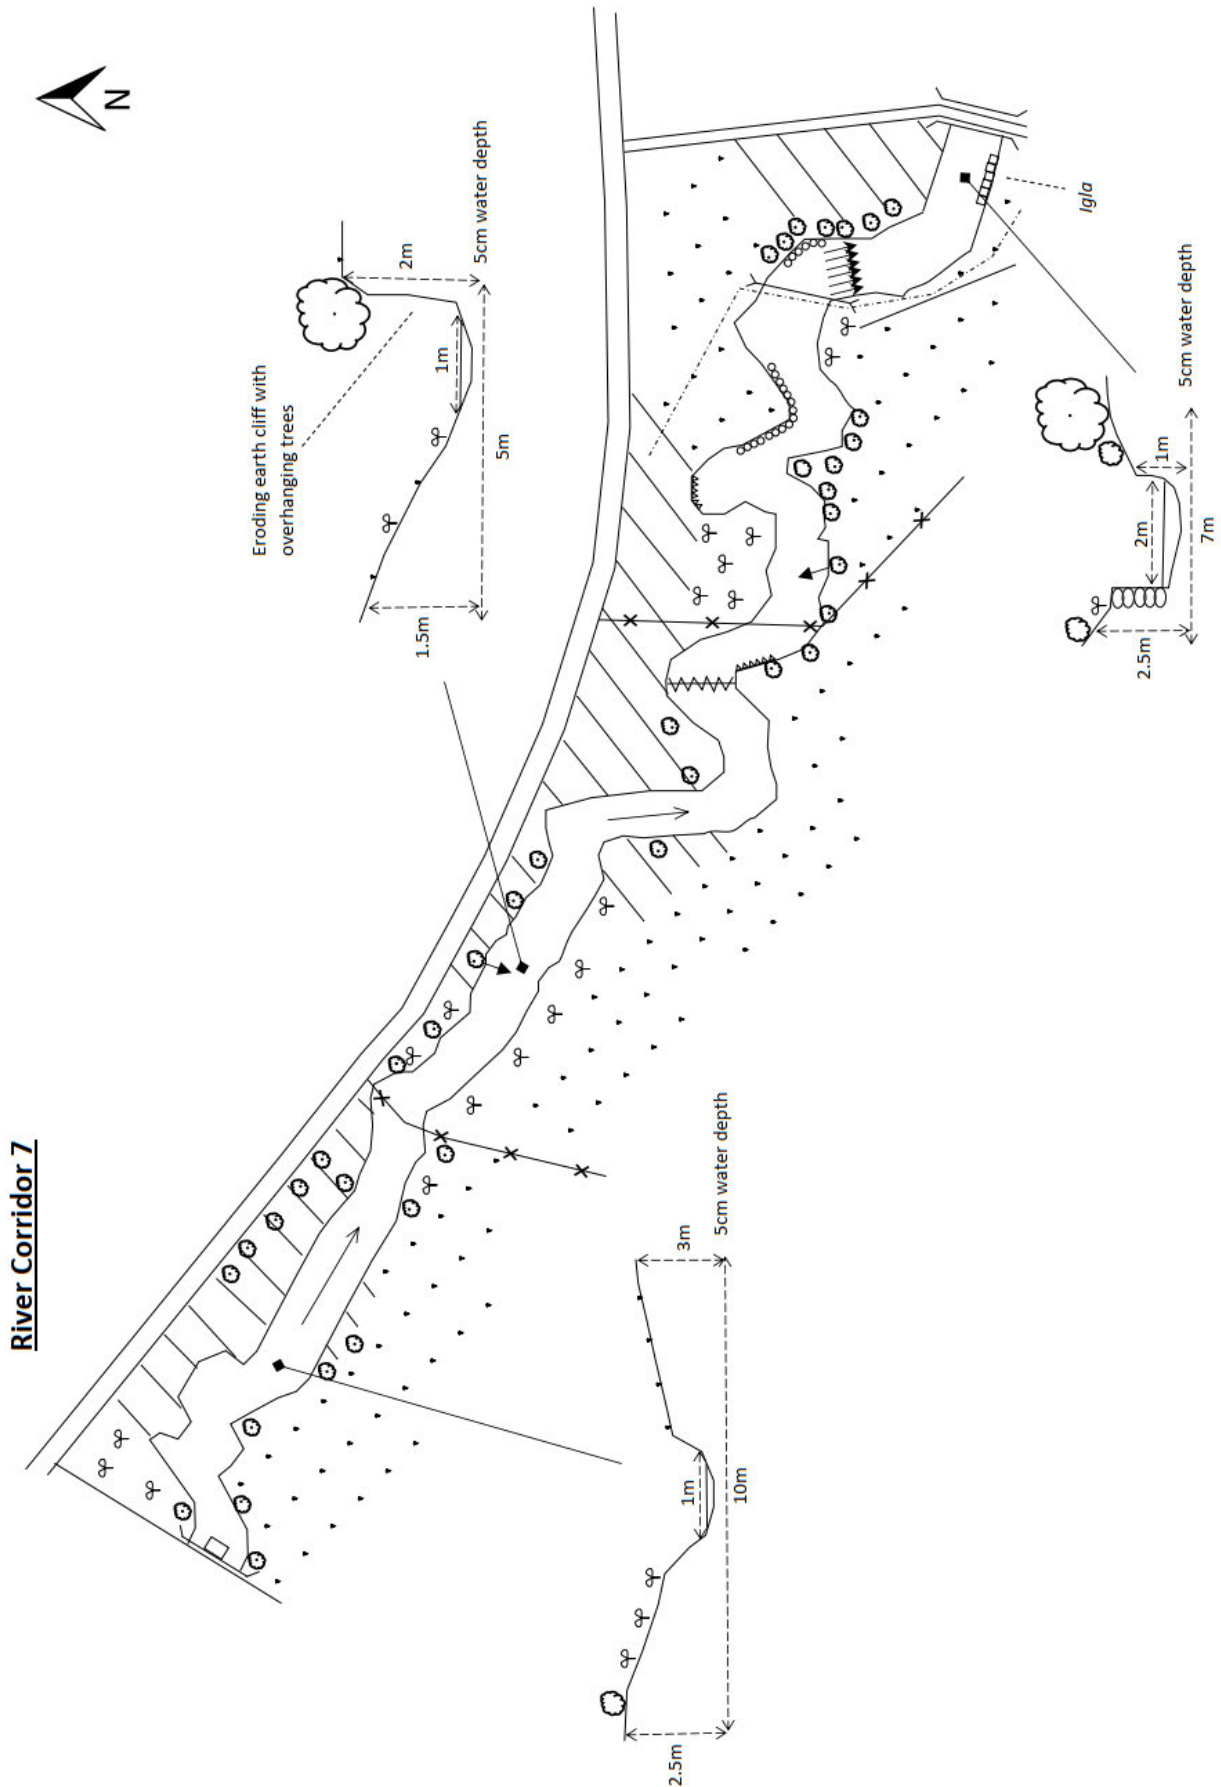 River Corridor 7
N
Eroding earth cliff with
overhanging trees
1.5m
1m
2m
5m
5cm water depth
2.5m
1m
3m
10m
5cm water depth
Igla
2.5m
2m
1m
7m
5cm water depth